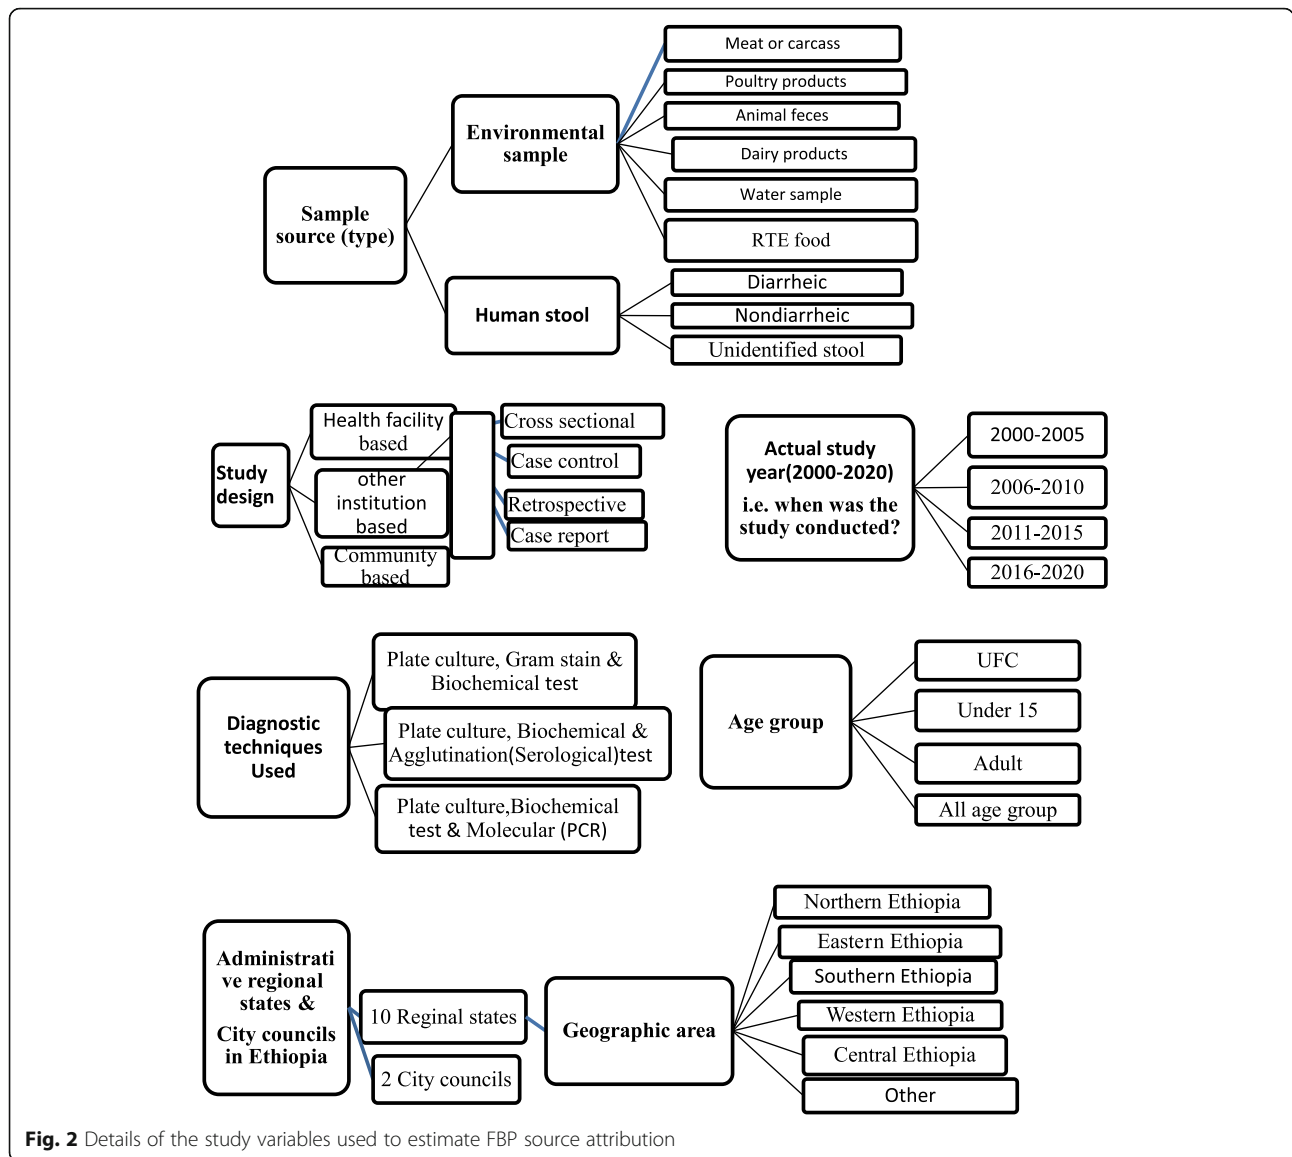 Sample
source (type)
Environmental
sample
Meat or carcass
Poultry products
Animal feces
Dairy products
Water sample
RTE food
Human stool
Diarrheic
Nondiarrheic
Unidentified stool
Study
design
Health facility
based
other
institution
based
Community
based
Cross sectional
Case control
Retrospective
Case report
Actual study
year(2000-2020)
i.e. when was the
study conducted?
2000-2005
2006-2010
2011-2015
2016-2020
Diagnostic
techniques
Used
Plate culture, Gram stain &
Biochemical test
Plate culture, Biochemical &
Agglutination(Serological)test
Plate culture,Biochemical
test & Molecular (PCR)
Age group
UFC
Under 15
Adult
All age group
Administrati
ve regional
states &
City councils
in Ethiopia
10 Reginal states
2 City councils
Geographic area
Northern Ethiopia
Eastern Ethiopia
Southern Ethiopia
Western Ethiopia
Central Ethiopia
Other
Fig. 2 Details of the study variables used to estimate FBP source attribution